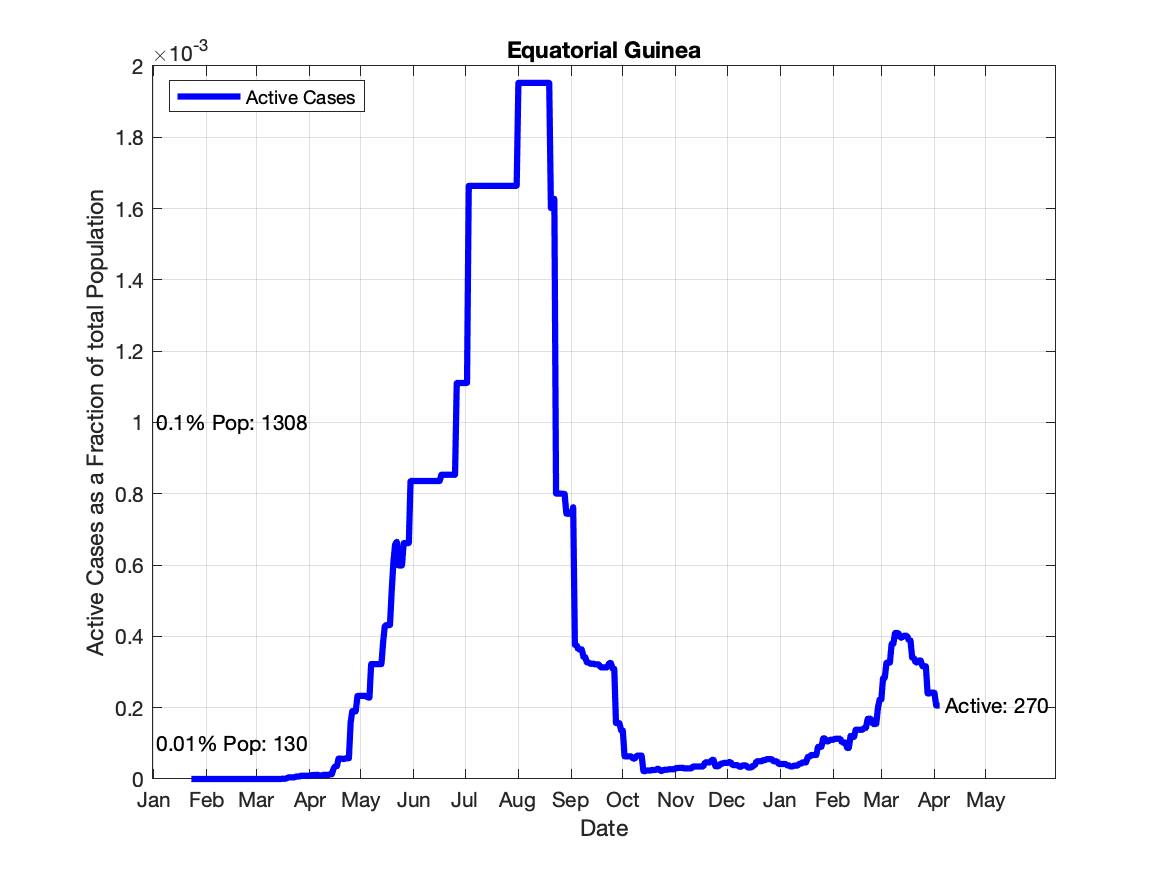 Equatorial Guinea
×10-3
Active Cases
2
1.8
1.6
1.4
1.2
1
0.8
0.6
0.4
0.2
0
0.1% Pop: 1308
0.01% Pop: 130
Active: 270
Active Cases as a Fraction of total Population
Jan Feb Mar Apr May Jun Jul Aug Sep Oct Nov Dec Jan Feb Mar Apr May
Date